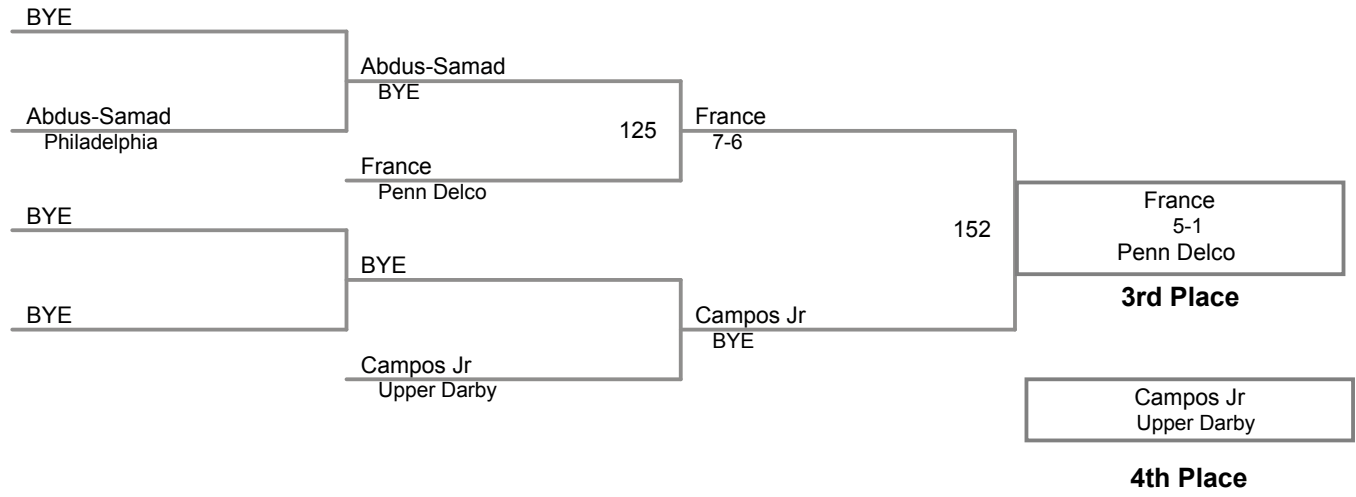 BYE
Abdus-Samad
BYE
Abdus-Samad
Philadelphia
125
France
7-6
France
Penn Delco
BYE
152
France
5-1
Penn Delco
3rd Place
BYE
BYE
Campos Jr
BYE
Campos Jr
Upper Darby
Campos Jr
Upper Darby
4th Place